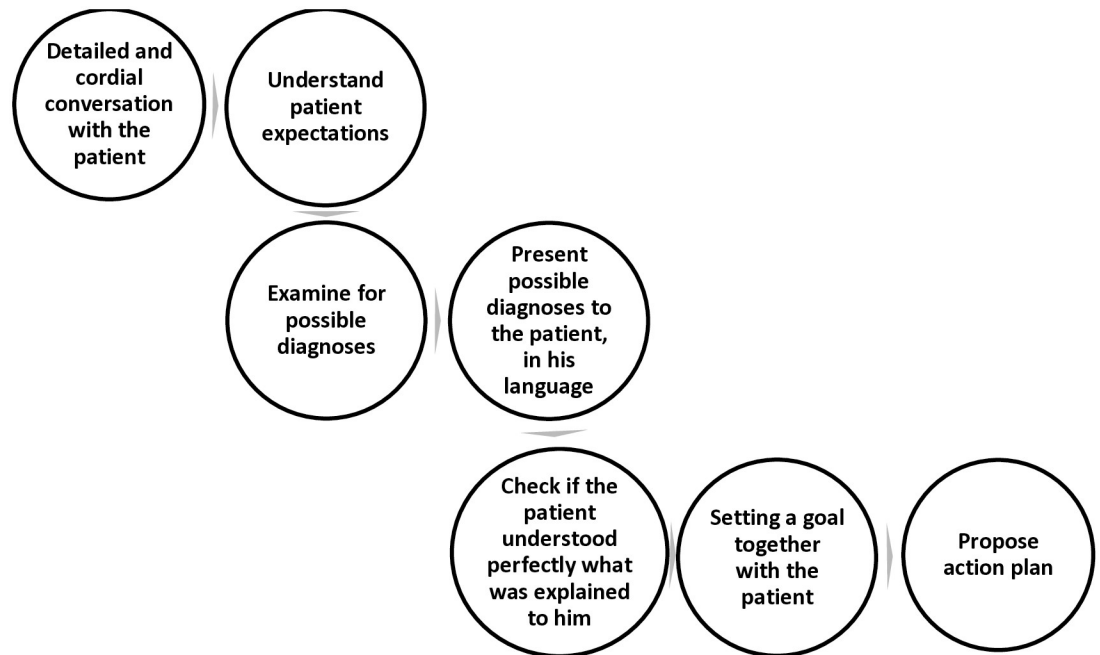 Detailed and
cordial
conversation
with the
patient
Understand
patient
expectations
Examine for
possible
diagnoses
Present
possible
diagnoses to
the patient,
in his
language
Check if the
patient
understood
perfectly what
was explained
to him
Setting a goal
together
with the
patient
Propose
action plan